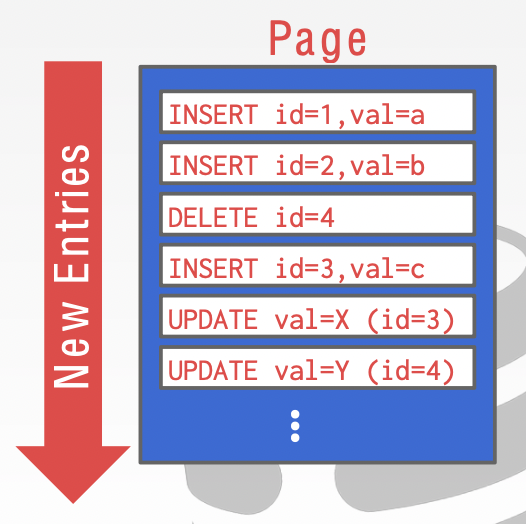 Page
New Entries
INSERT id=1,val=a
INSERT id=2,val=b
DELETE id=4
INSERT id=3,val=c
UPDATE val=X (id=3)
UPDATE val=Y (id=4)